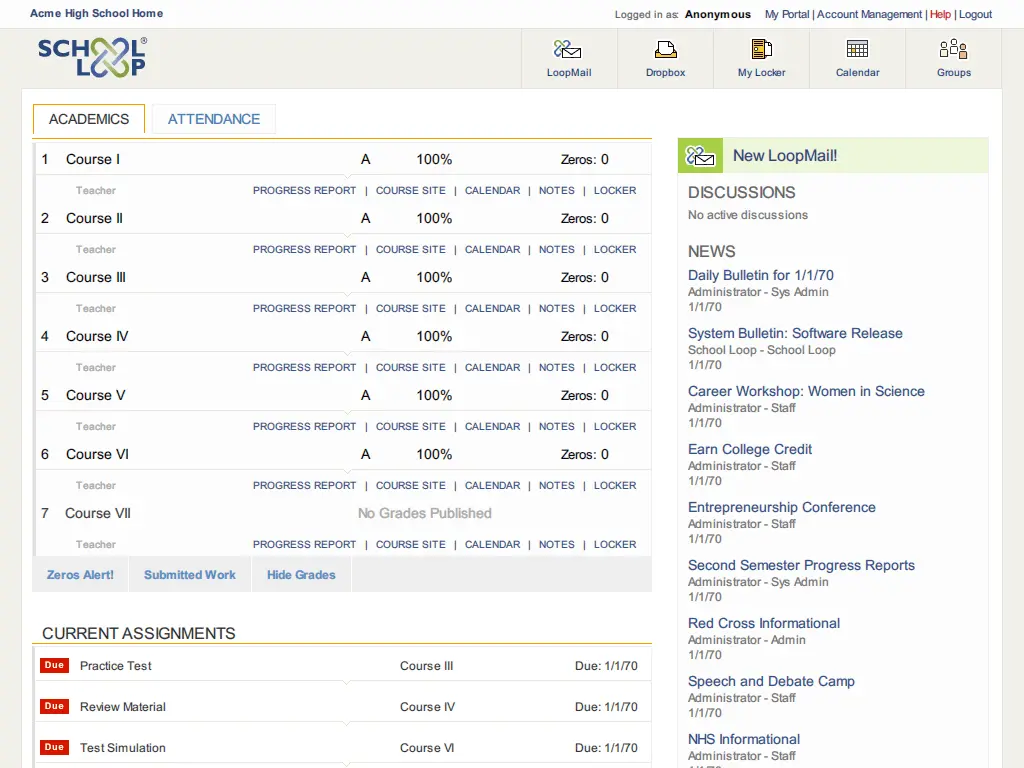 Acme High School Home
Logged in as: Anonymous My Portal | Account Management | Help | Logout
SCHOOL LOOP®
LoopMail Dropbox My Locker Calendar Groups
ACADEMICS ATTENDANCE
1 Course I A 100% Zeros: 0
Teacher PROGRESS REPORT | COURSE SITE | CALENDAR | NOTES | LOCKER
2 Course II A 100% Zeros: 0
Teacher PROGRESS REPORT | COURSE SITE | CALENDAR | NOTES | LOCKER
3 Course III A 100% Zeros: 0
Teacher PROGRESS REPORT | COURSE SITE | CALENDAR | NOTES | LOCKER
4 Course IV A 100% Zeros: 0
Teacher PROGRESS REPORT | COURSE SITE | CALENDAR | NOTES | LOCKER
5 Course V A 100% Zeros: 0
Teacher PROGRESS REPORT | COURSE SITE | CALENDAR | NOTES | LOCKER
6 Course VI A 100% Zeros: 0
Teacher PROGRESS REPORT | COURSE SITE | CALENDAR | NOTES | LOCKER
7 Course VII No Grades Published
Teacher PROGRESS REPORT | COURSE SITE | CALENDAR | NOTES | LOCKER
Zeros Alert! Submitted Work Hide Grades
CURRENT ASSIGNMENTS
Due Practice Test Course III Due: 1/1/70
Due Review Material Course IV Due: 1/1/70
Due Test Simulation Course VI Due: 1/1/70
New LoopMail!
DISCUSSIONS
No active discussions
NEWS
Daily Bulletin for 1/1/70
Administrator - Sys Admin
1/1/70
System Bulletin: Software Release
School Loop - School Loop
1/1/70
Career Workshop: Women in Science
Administrator - Staff
1/1/70
Earn College Credit
Administrator - Staff
1/1/70
Entrepreneurship Conference
Administrator - Staff
1/1/70
Second Semester Progress Reports
Administrator - Sys Admin
1/1/70
Red Cross Informational
Administrator - Admin
1/1/70
Speech and Debate Camp
Administrator - Staff
1/1/70
NHS Informational
Administrator - Staff